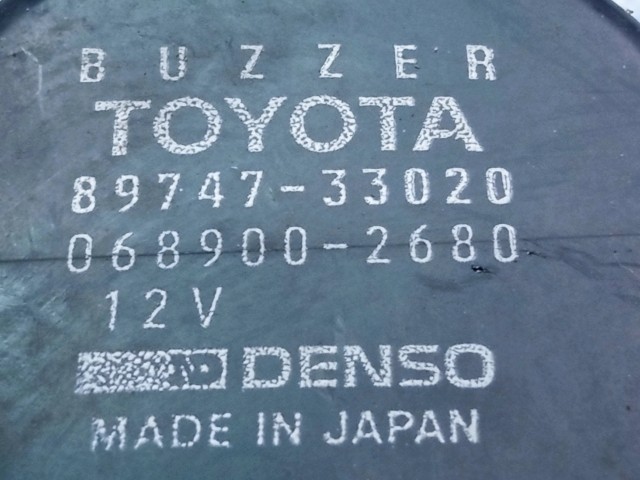 BUZZER
TOYOTA
89747-33020
068900-2680
12V
DENSO
MADE IN JAPAN